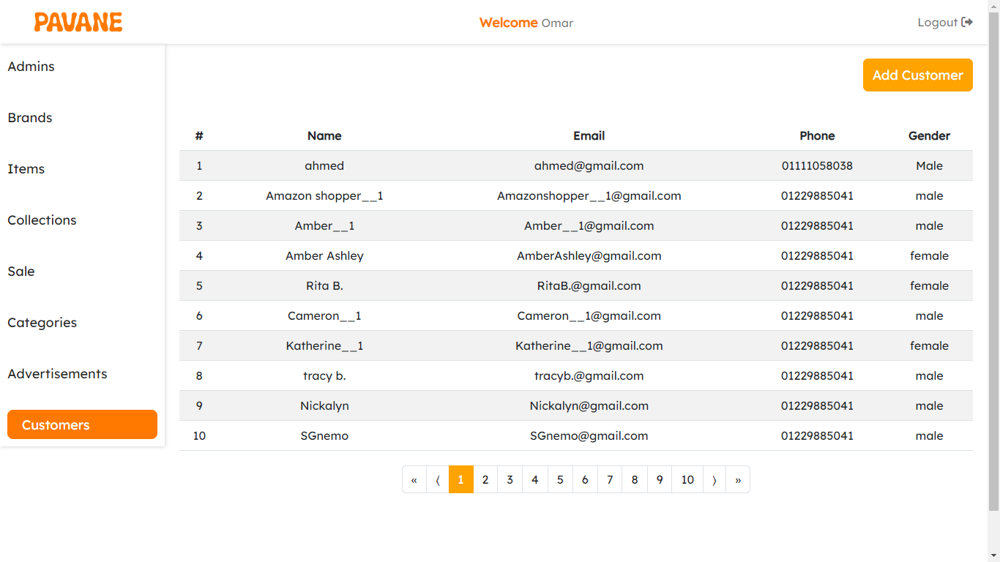 PAVANE
Welcome Omar
Logout
Admins
Brands
Items
Collections
Sale
Categories
Advertisements
Customers
Add Customer
# Name Email Phone Gender
1 ahmed ahmed@gmail.com 01111058038 Male
2 Amazon shopper__1 Amazonshopper__1@gmail.com 01229885041 male
3 Amber__1 Amber__1@gmail.com 01229885041 male
4 Amber Ashley AmberAshley@gmail.com 01229885041 female
5 Rita B. RitaB.@gmail.com 01229885041 female
6 Cameron__1 Cameron__1@gmail.com 01229885041 male
7 Katherine__1 Katherine__1@gmail.com 01229885041 female
8 tracy b. tracyb.@gmail.com 01229885041 male
9 Nickalyn Nickalyn@gmail.com 01229885041 male
10 SGnemo SGnemo@gmail.com 01229885041 male
« ⟨ 1 2 3 4 5 6 7 8 9 10 ⟩ »